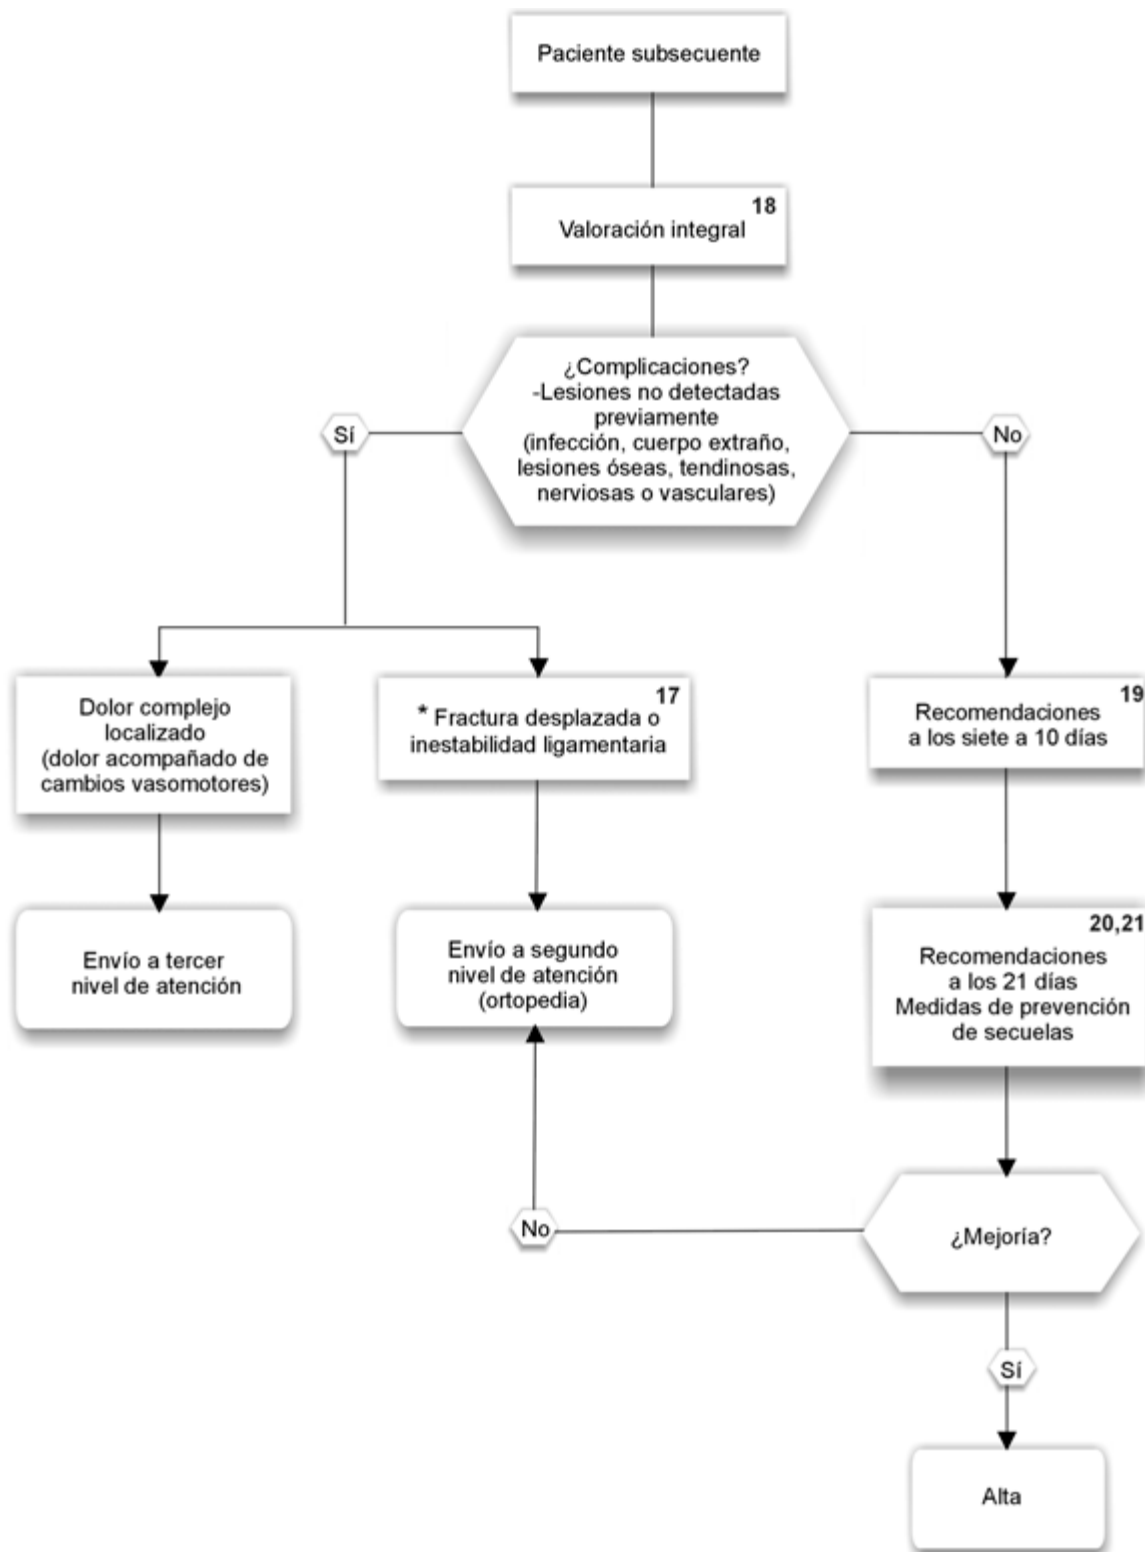 Paciente subsecuente
18
Valoración integral
¿Complicaciones?
-Lesiones no detectadas
previamente
(infección, cuerpo extraño,
lesiones óseas, tendinosas,
nerviosas o vasculares)
Sí
No
Dolor complejo
localizado
(dolor acompañado de
cambios vasomotores)
17
* Fractura desplazada o
inestabilidad ligamentaria
19
Recomendaciones
a los siete a 10 días
Envío a tercer
nivel de atención
Envío a segundo
nivel de atención
(ortopedia)
20,21
Recomendaciones
a los 21 días
Medidas de prevención
de secuelas
No
¿Mejoría?
Sí
Alta